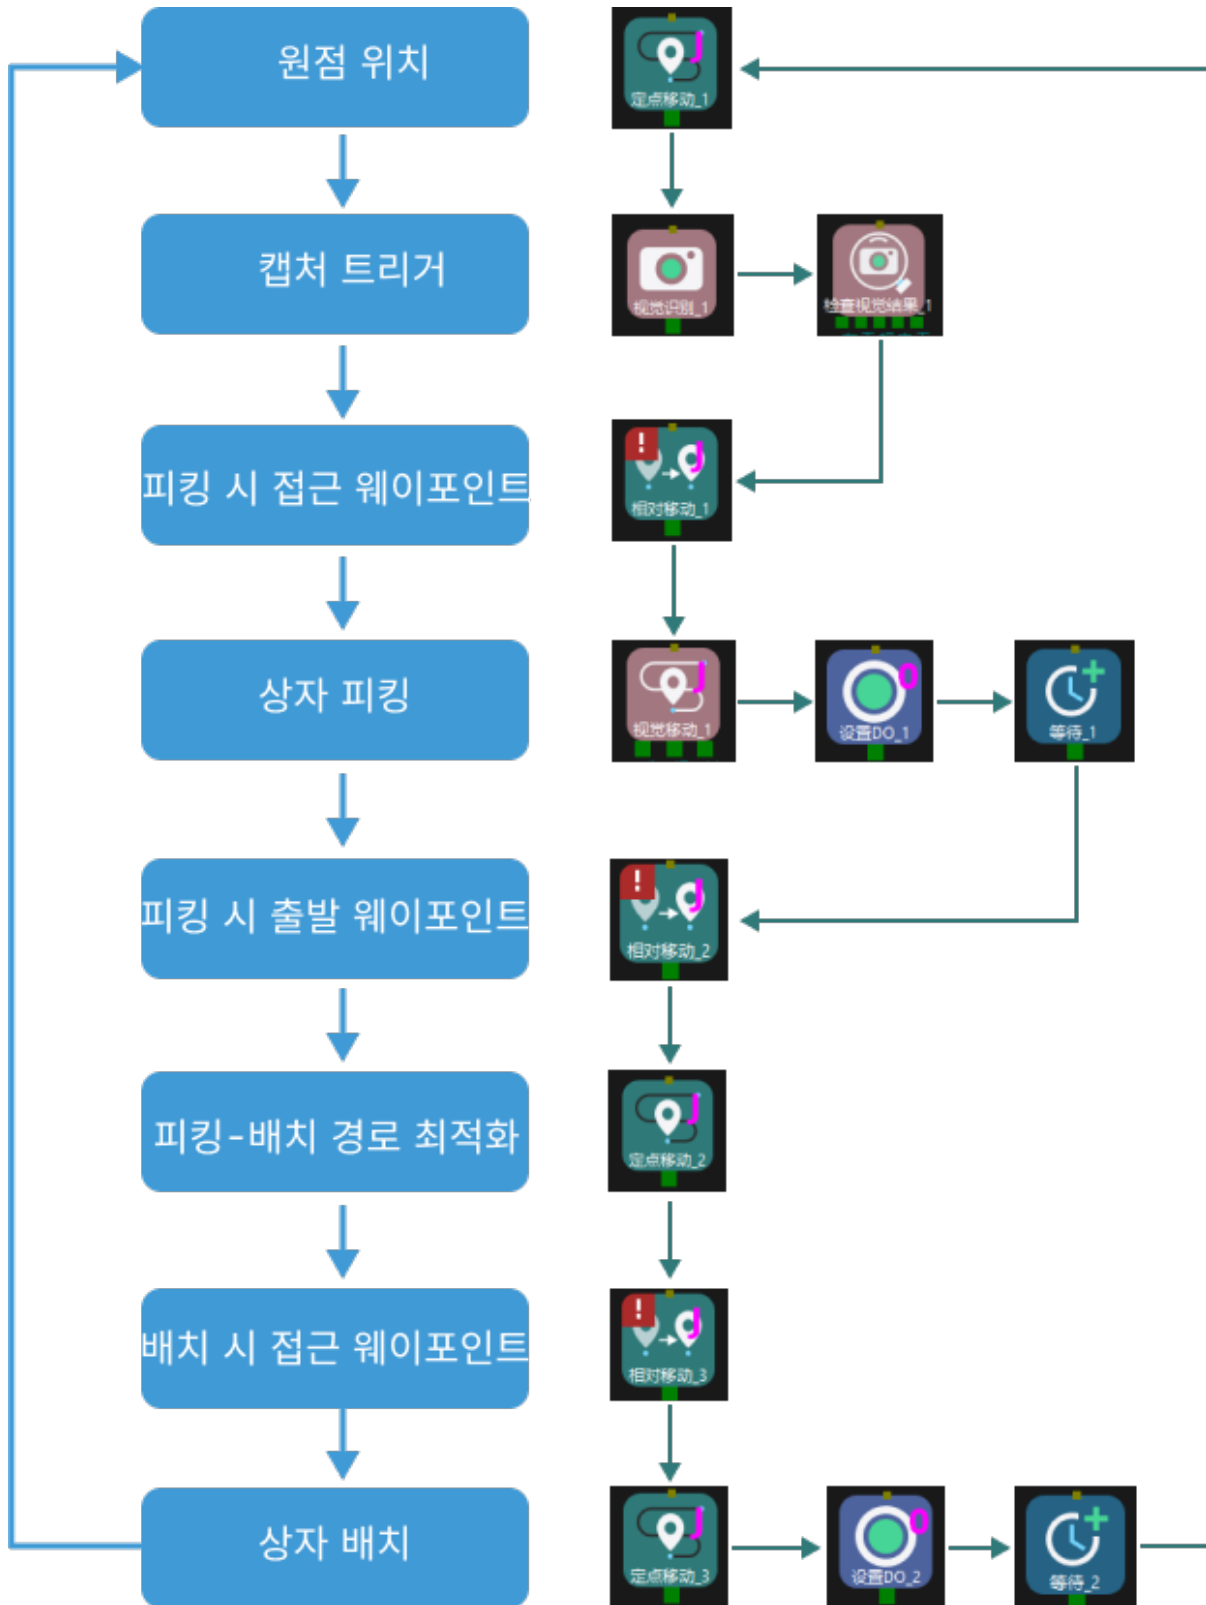 원점 위치
定点移动_1
캡처 트리거
视觉识别_1
检查视觉结果_1
피킹 시 접근 웨이포인트
!
J
相对移动_1
상자 피킹
J
视觉移动_1
O
设置DO_1
等待_1
피킹 시 출발 웨이포인트
!
J
相对移动_2
피킹-배치 경로 최적화
J
定点移动_2
배치 시 접근 웨이포인트
!
J
相对移动_3
상자 배치
J
定点移动_3
O
设置DO_2
等待_2